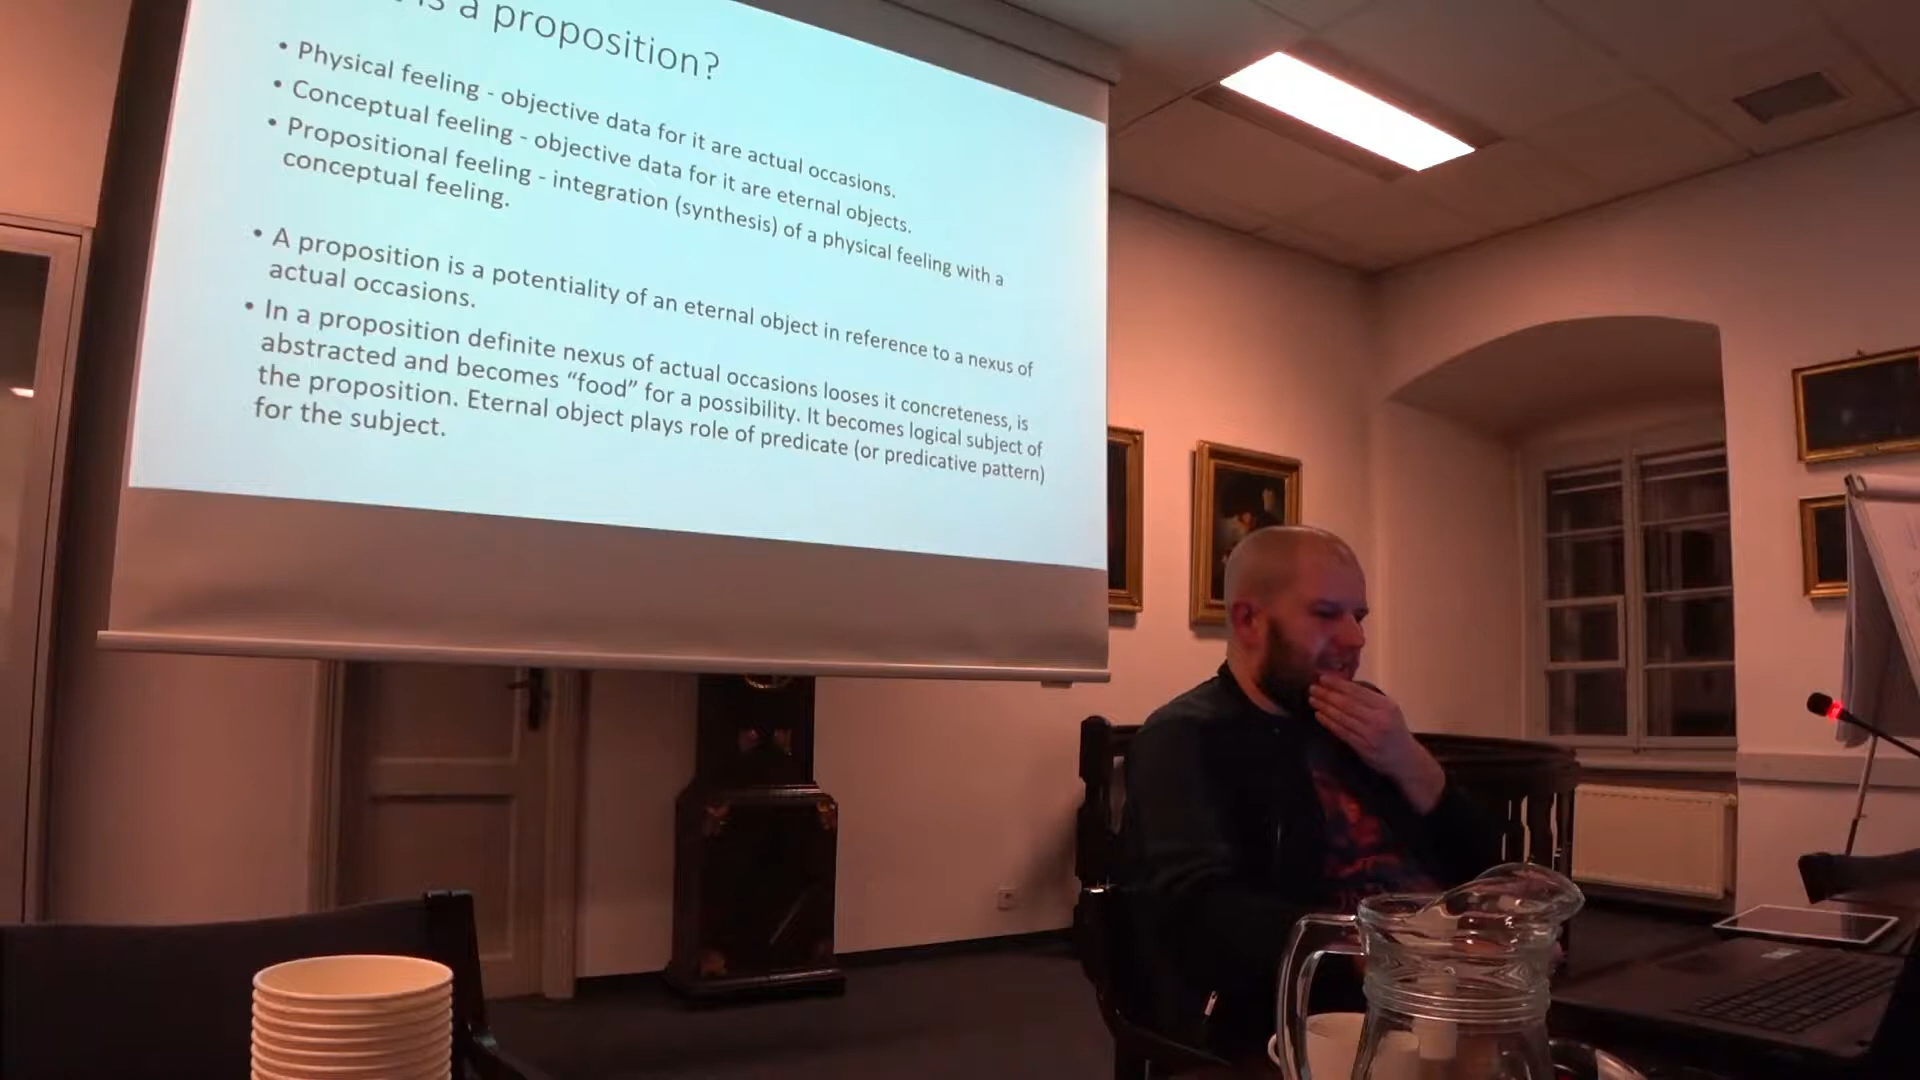 is a proposition?
• Physical feeling - objective data for it are actual occasions.
• Conceptual feeling - objective data for it are eternal objects.
• Propositional feeling - integration (synthesis) of a physical feeling with a
conceptual feeling.
• A proposition is a potentiality of an eternal object in reference to a nexus of
actual occasions.
• In a proposition definite nexus of actual occasions looses it concreteness, is
abstracted and becomes “food” for a possibility. It becomes logical subject of
the proposition. Eternal object plays role of predicate (or predicative pattern)
for the subject.